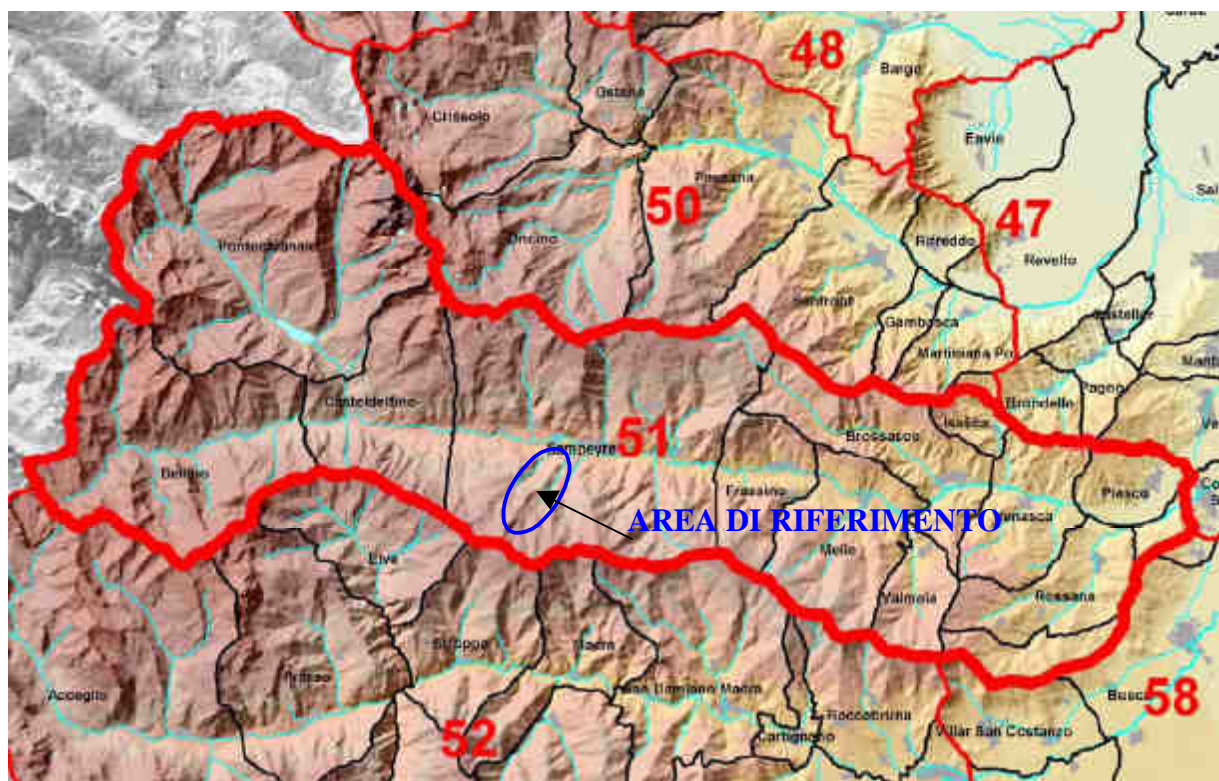 48
Barge
Ostana
Crissolo
Envie
50
Paesana
47
Oncino
Rifreddo
Revello
Pontechianale
Sanfront
Gambasca
Castellar
Martiniana Po
Pagno
Brondello
Casteldelfino
Isasca
Brossasco
51
Sampeyre
Bellino
Piasco
Frassino
AREA DI RIFERIMENTO
Melle
Elva
Valmala
Rossana
Stroppo
Macra
Acceglio
Prazzo
San Damiano Macra
Busca
58
Roccabruna
Cartignano
Villar San Costanzo
52